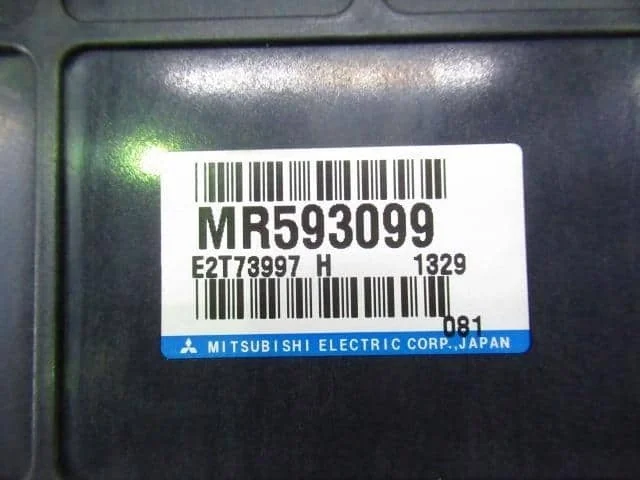 MR593099
E2T73997 H 1329
081
MITSUBISHI ELECTRIC CORP.,JAPAN